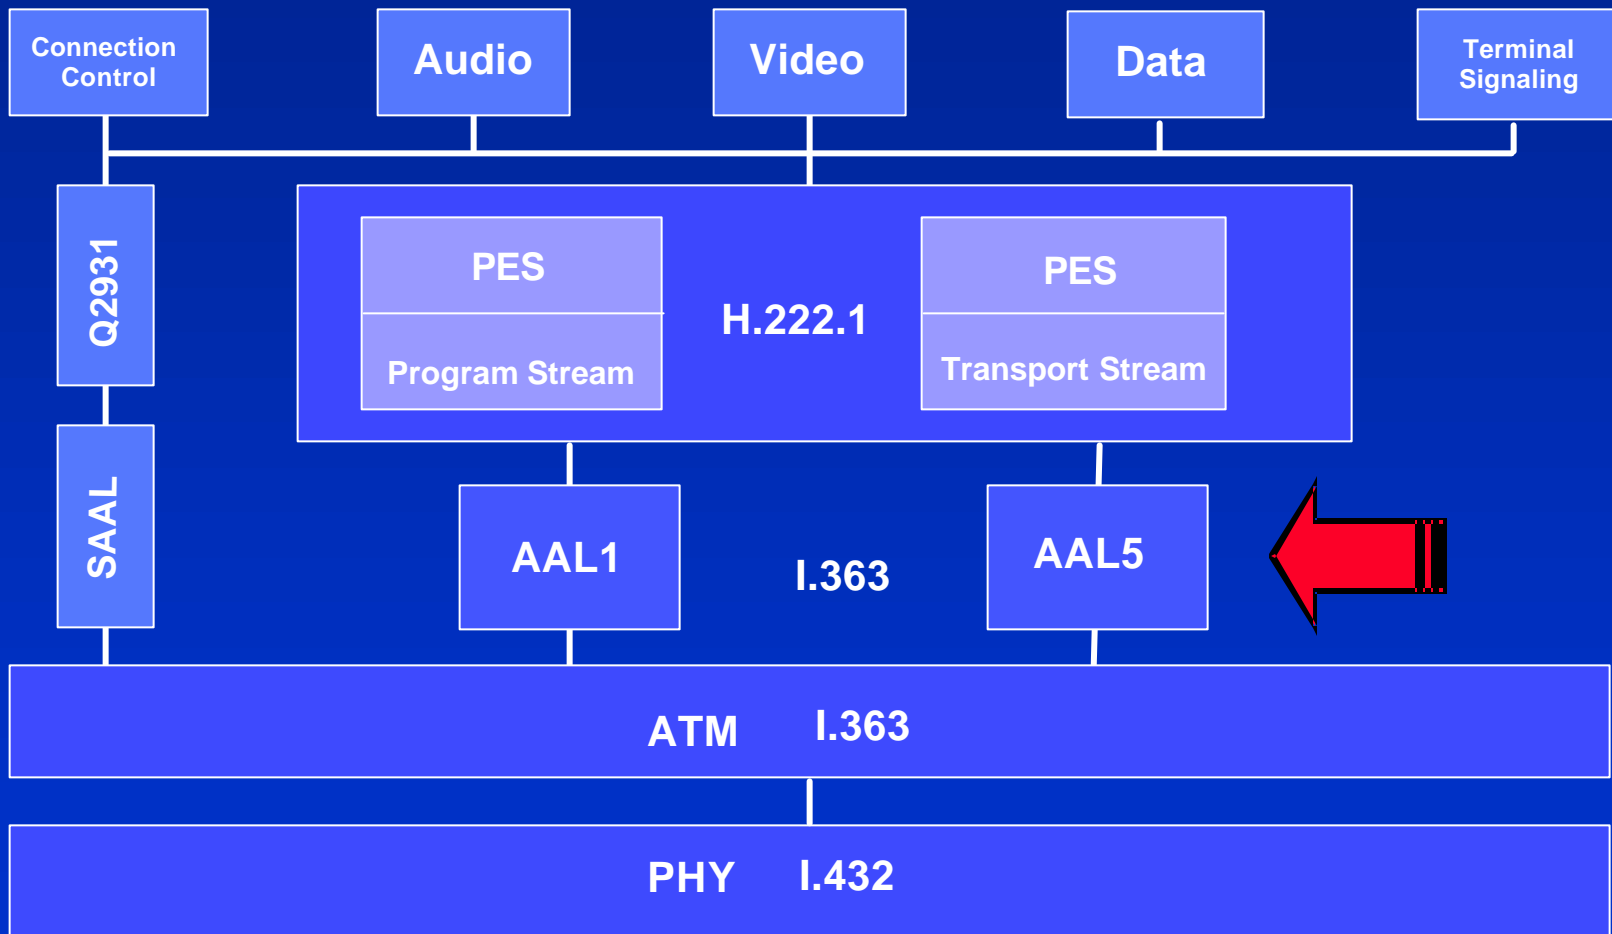 Connection
Control
Audio
Video
Data
Terminal
Signaling
Q2931
PES
Program Stream
H.222.1
PES
Transport Stream
SAAL
AAL1
I.363
AAL5
ATM I.363
PHY I.432